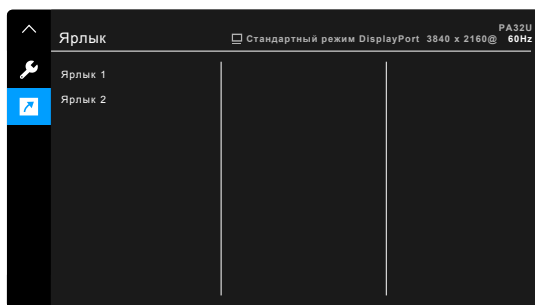 PA32U
Ярлык
Стандартный режим DisplayPort 3840 x 2160@ 60Hz
Ярлык 1
Ярлык 2